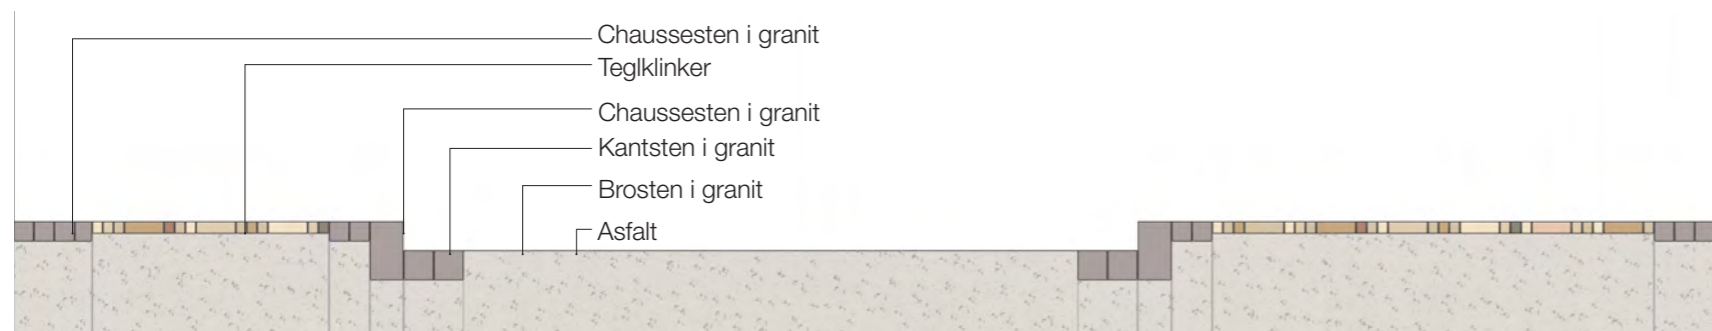 Chaussesten i granit
Teglklinker
Chaussesten i granit
Kantsten i granit
Brosten i granit
Asfalt